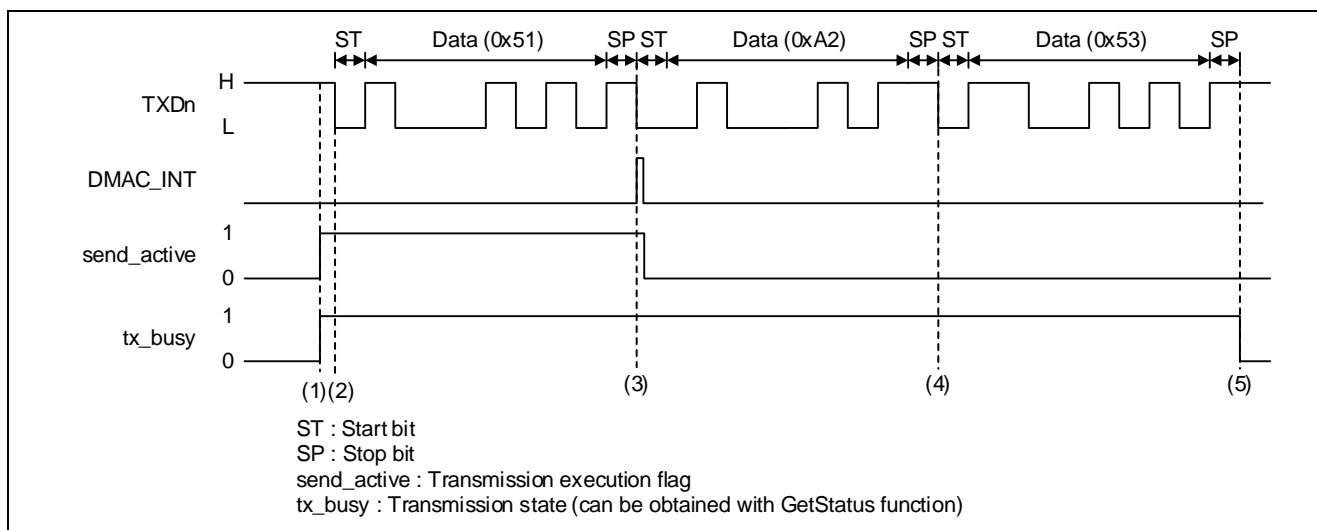 ST Data (0x51) SP ST Data (0xA2) SP ST Data (0x53) SP
H
TXDn
L
DMAC_INT
1
send_active
0
1
tx_busy
0
(1) (2) (3) (4) (5)
ST : Start bit
SP : Stop bit
send_active : Transmission execution flag
tx_busy : Transmission state (can be obtained with GetStatus function)